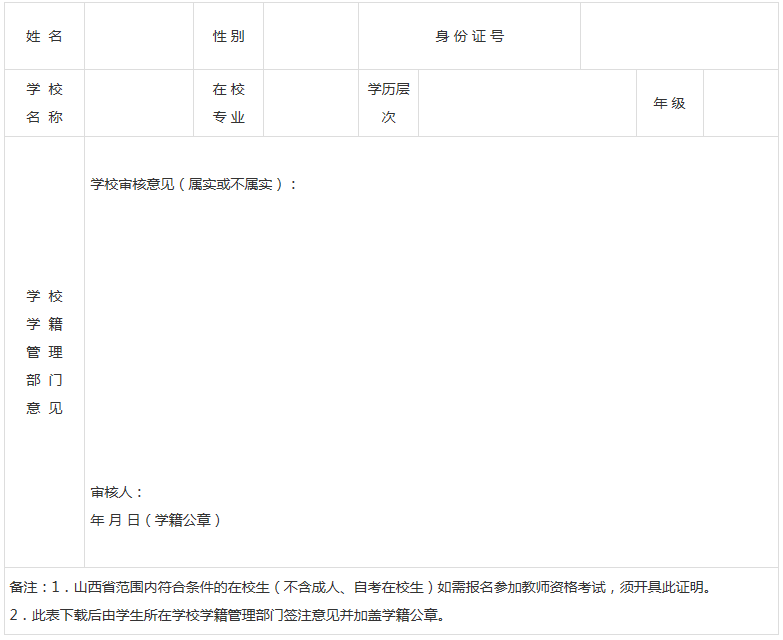 姓 名 性 别 身 份 证 号
学 校 在 校 学历层 年 级
名 称 专 业 次
学校审核意见（属实或不属实）：
学 校
学 籍
管 理
部 门
意 见
审核人：
年 月 日（学籍公章）
备注：1．山西省范围内符合条件的在校生（不含成人、自考在校生）如需报名参加教师资格考试，须开具此证明。
2．此表下载后由学生所在学校学籍管理部门签注意见并加盖学籍公章。